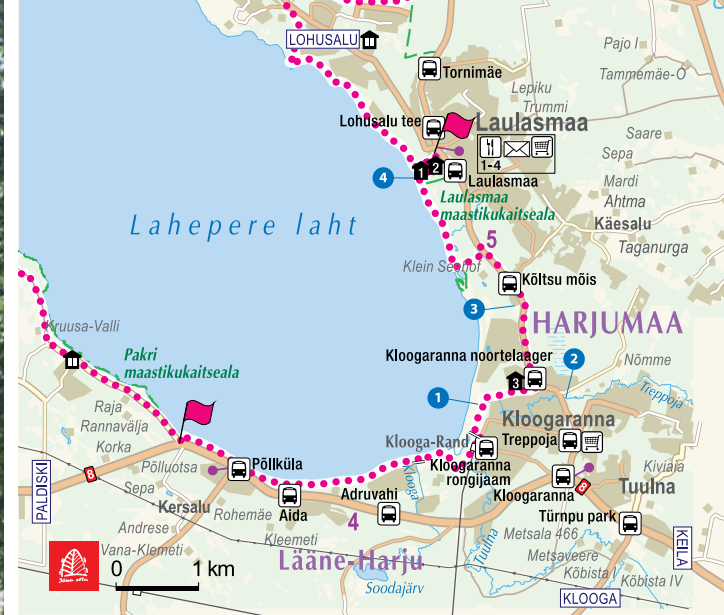 LOHUSALU
Pajo I
Tammemäe-O
Tornimäe
Lepiku
Trummi
Lohusalu tee
Laulasmaa
Saare
Sepa
1-4
1
2
4
Laulasmaa
Mardi
Ahtma
Laulasmaa
maastikukaitseala
Käesalu
Taganurga
Lahepere laht
5
Klein Seehof
Kõltsu mõis
3
HARJUMAA
Kruusa-Valli
Pakri
maastikukaitseala
Kloogaranna noortelaager
2
Nõmme
3
Treppoja
1
Raja
Rannavälja
Korka
Kloogaranna
Klooga-Rand
Treppoja
Põlluotsa
Põllküla
Kloogaranna
rongijaam
Klooga
Kiviaja
8
PALDISKI
Sepa
Kersalu
Rohemäe
Aida
Adruvahi
Kloogaranna
8
Tuulna
4
Türnpu park
Andrese
Vana-Klemeti
Kleemeti
Metsala 466
Tuulna
Metsaveere
KEILA
Lääne-Harju
Kõbista I
Kõbista IV
0
1 km
Soodajärv
KLOOGA